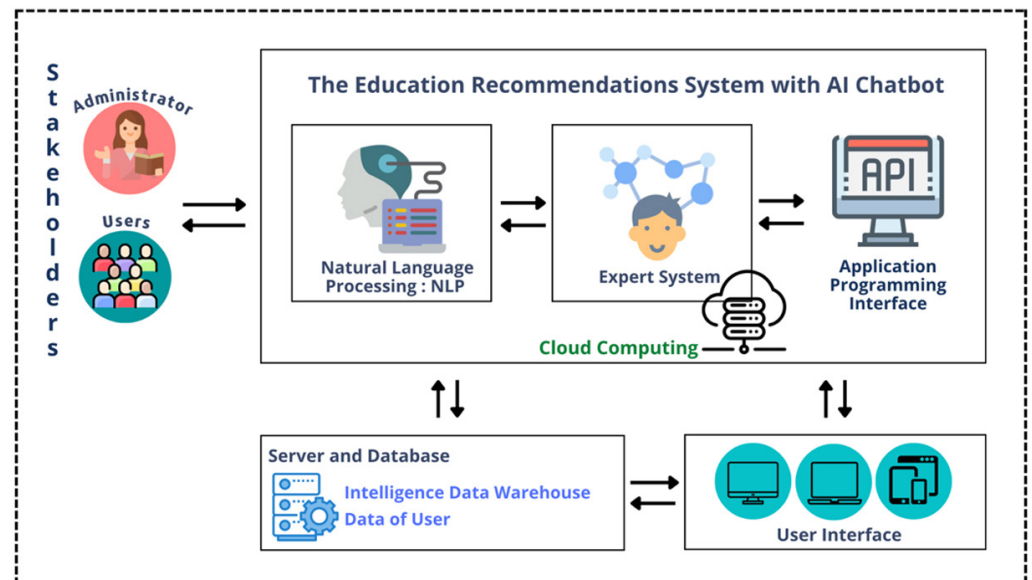 Stakeholders
Administrator
Users
The Education Recommendations System with AI Chatbot
Natural Language
Processing : NLP
Expert System
API
Application
Programming
Interface
Cloud Computing
Server and Database
Intelligence Data Warehouse
Data of User
User Interface